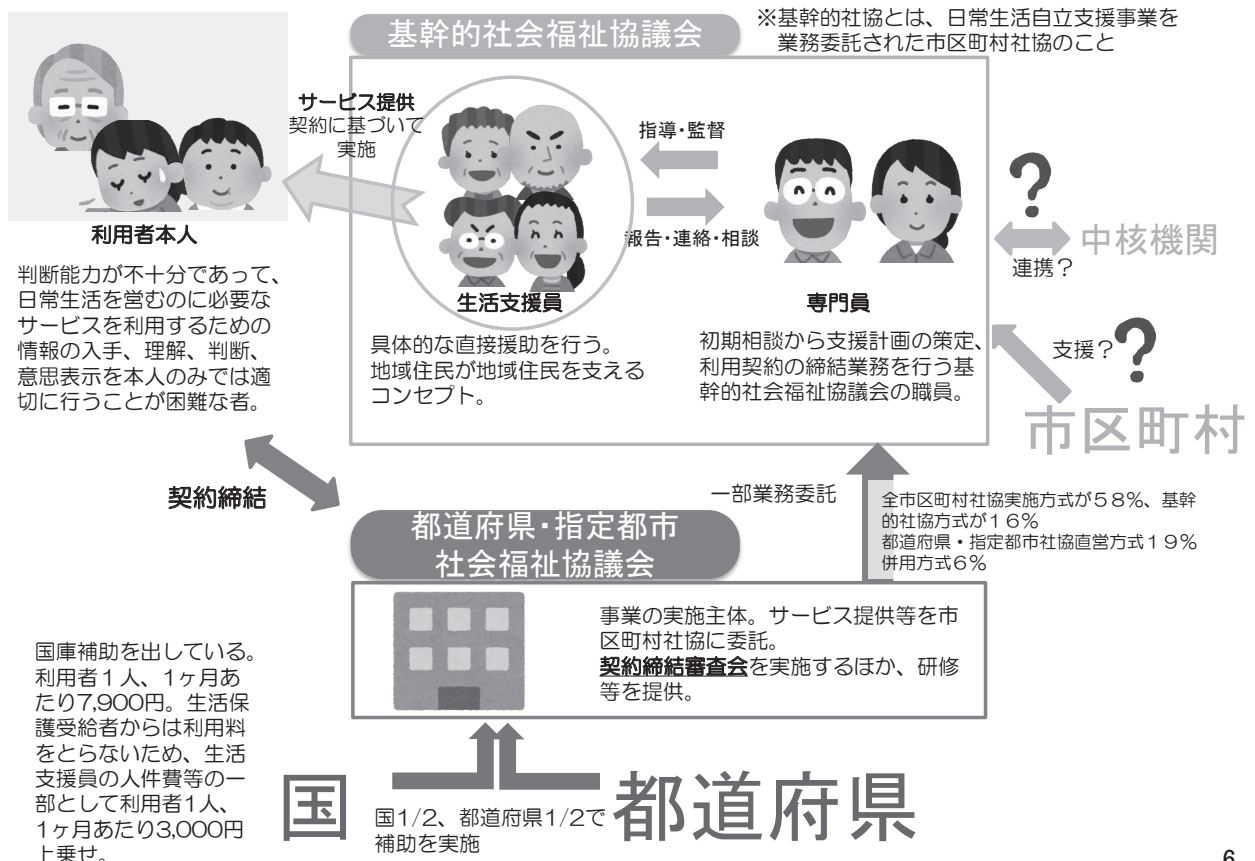 基幹的社会福祉協議会
※基幹的社協とは、日常生活自立支援事業を
業務委託された市区町村社協のこと
サービス提供
契約に基づいて
実施
利用者本人
判断能力が不十分であって、
日常生活を営むのに必要な
サービスを利用するための
情報の入手、理解、判断、
意思表示を本人のみでは適
切に行うことが困難な者。
指導・監督
報告・連絡・相談
生活支援員
具体的な直接援助を行う。
地域住民が地域住民を支える
コンセプト。
専門員
初期相談から支援計画の策定、
利用契約の締結業務を行う基
幹的社会福祉協議会の職員。
?
中核機関
連携？
支援？
?
市区町村
契約締結
一部業務委託
全市区町村社協実施方式が５８％、基幹
的社協方式が１６％
都道府県・指定都市社協直営方式１９％
併用方式６％
都道府県・指定都市
社会福祉協議会
事業の実施主体。サービス提供等を市
区町村社協に委託。
契約締結審査会を実施するほか、研修
等を提供。
国庫補助を出している。
利用者１人、１ヶ月あ
たり7,900円。生活保
護受給者からは利用料
をとらないため、生活
支援員の人件費等の一
部として利用者1人、
1ヶ月あたり3,000円
上乗せ。
国
国1/2、都道府県1/2で
補助を実施
都道府県
6